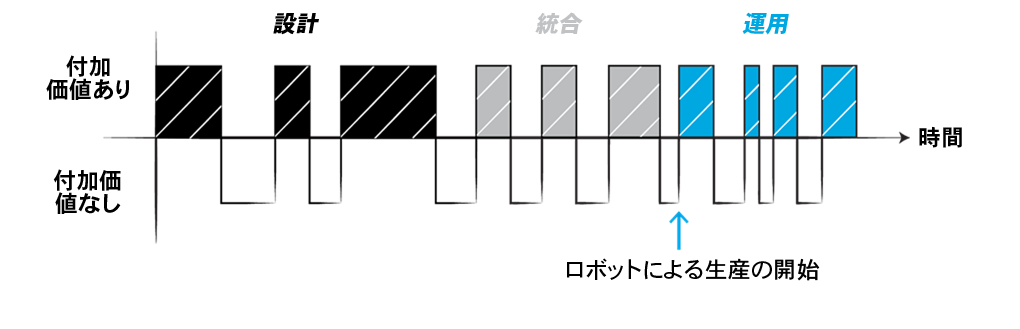 設計
統合
運用
付加
価値あり
時間
付加価
値なし
ロボットによる生産の開始